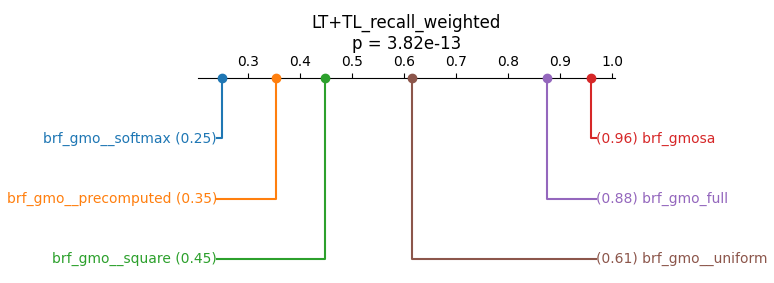 LT+TL_recall_weighted
p = 3.82e-13
0.3 0.4 0.5 0.6 0.7 0.8 0.9 1.0
brf_gmo__softmax (0.25) (0.96) brf_gmosa
brf_gmo__precomputed (0.35) (0.88) brf_gmo_full
brf_gmo__square (0.45) (0.61) brf_gmo__uniform